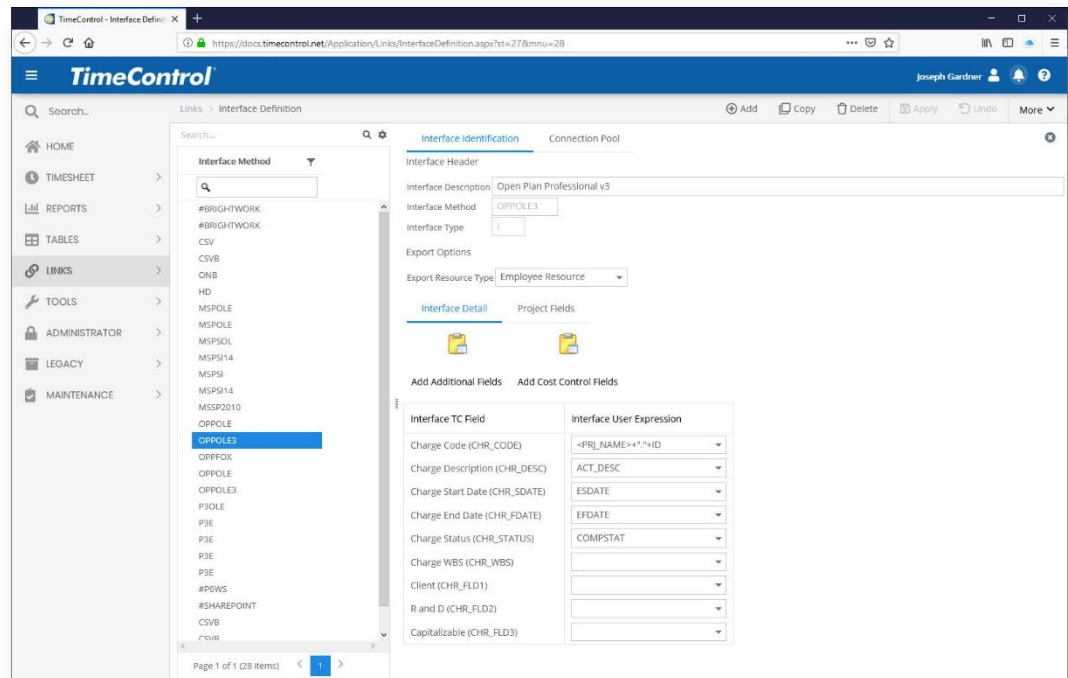 TimeControl - Interface Definit
https://docs.timecontrol.net/Application/Links/InterfaceDefinition.aspx?st=27&mnu=28
TimeControl
Joseph Gardner
Search...
Links > Interface Definition
Add
Copy
Delete
Apply
Undo
More
HOME
TIMESHEET
REPORTS
TABLES
LINKS
TOOLS
ADMINISTRATOR
LEGACY
MAINTENANCE
Search...
Interface Method
#BRIGHTWORK
#BRIGHTWORK
CSV
CSVB
ONB
HD
MSPOLE
MSPOLE
MSPSOL
MSPSI14
MSPSI
MSPSI14
MSSP2010
OPPOLE
OPPOLE3
OPPFOX
OPPOLE
OPPOLE3
P3OLE
P3E
P3E
P3E
P3E
#P6WS
#SHAREPOINT
CSVB
CSVB
Page 1 of 1 (28 items) < 1 >
Interface Identification
Connection Pool
Interface Header
Interface Description Open Plan Professional v3
Interface Method OPPOLE3
Interface Type I
Export Options
Export Resource Type Employee Resource
Interface Detail
Project Fields
Add Additional Fields
Add Cost Control Fields
Interface TC Field Interface User Expression
Charge Code (CHR_CODE) <PRJ_NAME>+"."+ID
Charge Description (CHR_DESC) ACT_DESC
Charge Start Date (CHR_SDATE) ESDATE
Charge End Date (CHR_FDATE) EFDATE
Charge Status (CHR_STATUS) COMPSTAT
Charge WBS (CHR_WBS)
Client (CHR_FLD1)
R and D (CHR_FLD2)
Capitalizable (CHR_FLD3)